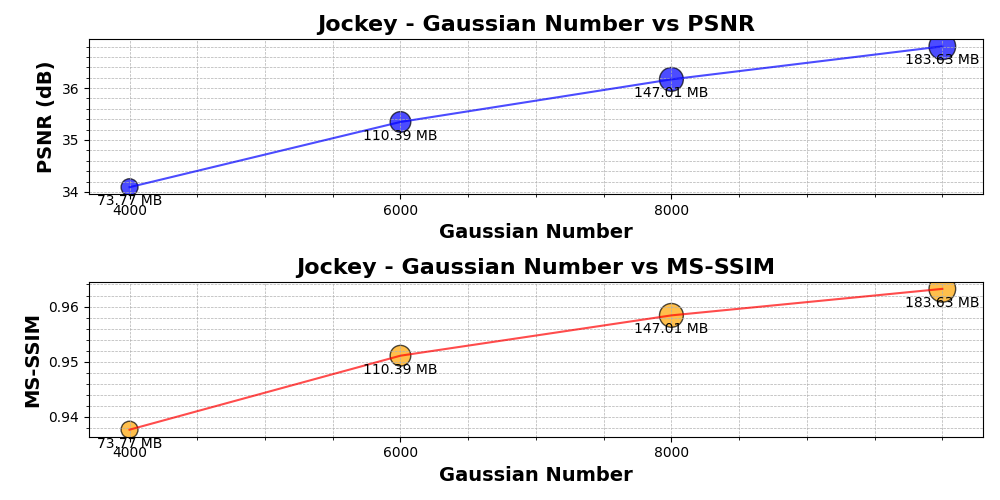 Jockey - Gaussian Number vs PSNR
PSNR (dB)
36
35
34
183.63 MB
147.01 MB
110.39 MB
73.77 MB
4000
6000
8000
Gaussian Number
Jockey - Gaussian Number vs MS-SSIM
MS-SSIM
0.96
0.95
0.94
183.63 MB
147.01 MB
110.39 MB
73.77 MB
4000
6000
8000
Gaussian Number